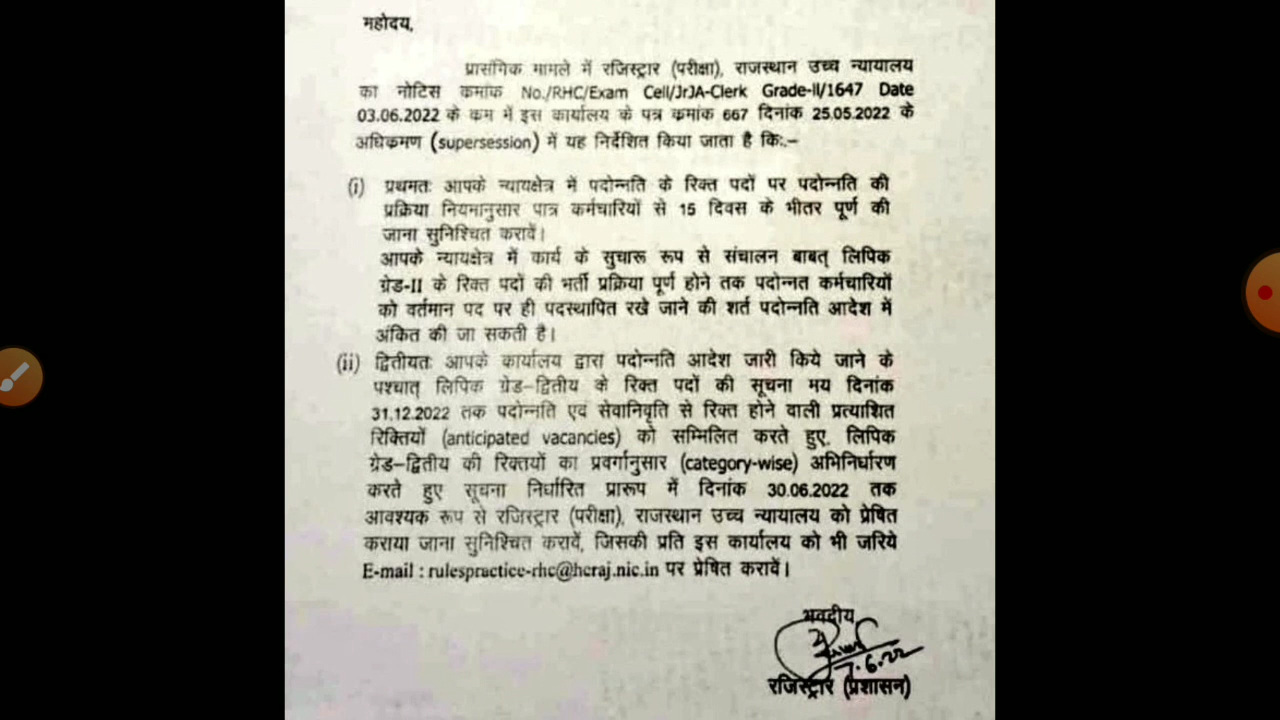 महोदय,
प्रासंगिक मामले में रजिस्ट्रार (परीक्षा), राजस्थान उच्च न्यायालय
का नोटिस कमांक No./RHC/Exam Cell/JrJA-Clerk Grade-II/1647 Date
03.06.2022 के कम में इस कार्यालय के पत्र क्रमांक 667 दिनांक 25.05.2022 के
अधिक्रमण (supersession) में यह निर्देशित किया जाता है किः–
(i) प्रथमतः आपके न्यायक्षेत्र में पदोन्नति के रिक्त पदों पर पदोन्नति की
प्रक्रिया नियमानुसार पात्र कर्मचारियों से 15 दिवस के भीतर पूर्ण की
जाना सुनिश्चित करावें।
आपके न्यायक्षेत्र में कार्य के सुचारू रूप से संचालन बाबत् लिपिक
ग्रेड-II के रिक्त पदों की भर्ती प्रक्रिया पूर्ण होने तक पदोन्नत कर्मचारियों
को वर्तमान पद पर ही पदस्थापित रखे जाने की शर्त पदोन्नति आदेश में
अंकित की जा सकती है।
(ii) द्वितीयतः आपके कार्यालय द्वारा पदोन्नति आदेश जारी किये जाने के
पश्चात् लिपिक ग्रेड–द्वितीय के रिक्त पदों की सूचना मय दिनांक
31.12.2022 तक पदोन्नति एवं सेवानिवृति से रिक्त होने वाली प्रत्याशित
रिक्तियों (anticipated vacancies) को सम्मिलित करते हुए, लिपिक
ग्रेड–द्वितीय की रिक्तयों का प्रवर्गानुसार (category-wise) अभिनिर्धारण
करते हुए सूचना निर्धारित प्रारूप में दिनांक 30.06.2022 तक
आवश्यक रूप से रजिस्ट्रार (परीक्षा), राजस्थान उच्च न्यायालय को प्रेषित
कराया जाना सुनिश्चित करावें, जिसकी प्रति इस कार्यालय को भी जरिये
E-mail : rulespractice-rhc@hcraj.nic.in पर प्रेषित करावें।
भवदीय
7.6.22
रजिस्ट्रार (प्रशासन)